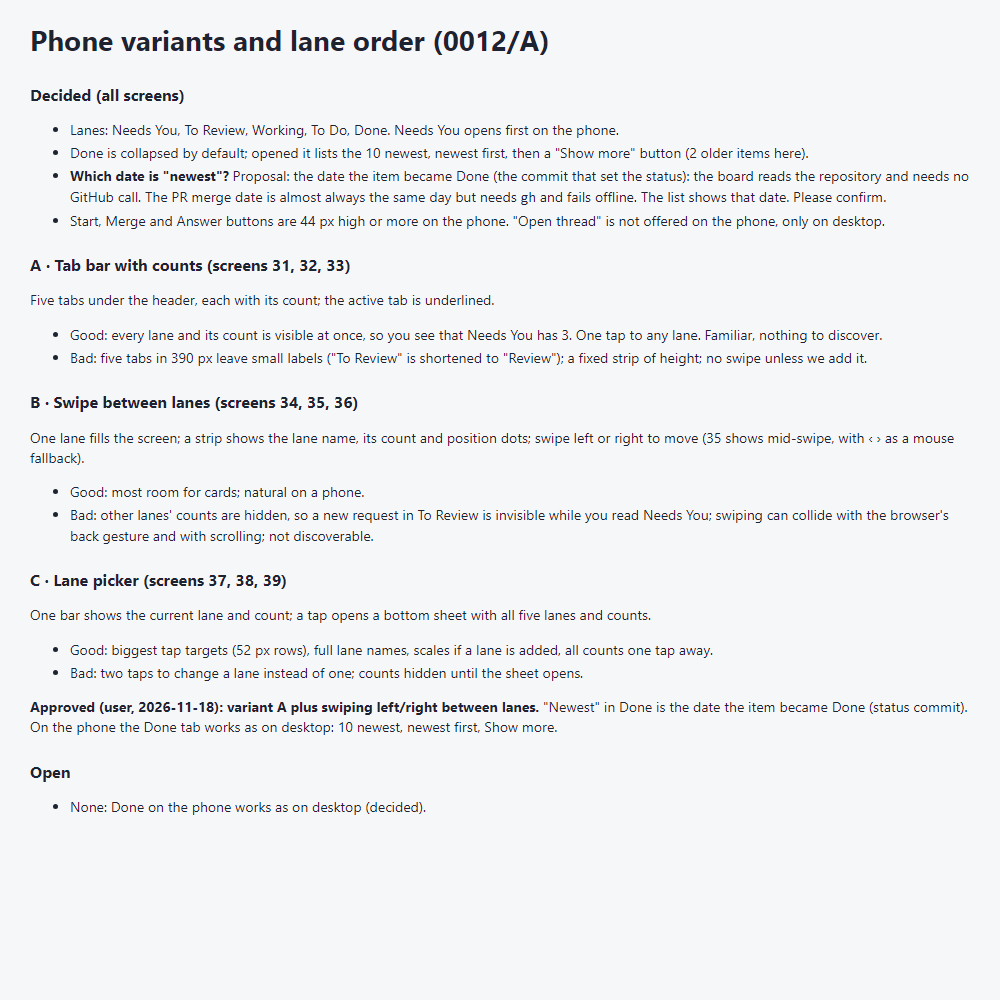 Phone variants and lane order (0012/A)
Decided (all screens)
• Lanes: Needs You, To Review, Working, To Do, Done. Needs You opens first on the phone.
• Done is collapsed by default; opened it lists the 10 newest, newest first, then a "Show more" button (2 older items here).
• Which date is "newest"? Proposal: the date the item became Done (the commit that set the status): the board reads the repository and needs no
GitHub call. The PR merge date is almost always the same day but needs gh and fails offline. The list shows that date. Please confirm.
• Start, Merge and Answer buttons are 44 px high or more on the phone. "Open thread" is not offered on the phone, only on desktop.
A · Tab bar with counts (screens 31, 32, 33)
Five tabs under the header, each with its count; the active tab is underlined.
• Good: every lane and its count is visible at once, so you see that Needs You has 3. One tap to any lane. Familiar, nothing to discover.
• Bad: five tabs in 390 px leave small labels ("To Review" is shortened to "Review"); a fixed strip of height; no swipe unless we add it.
B · Swipe between lanes (screens 34, 35, 36)
One lane fills the screen; a strip shows the lane name, its count and position dots; swipe left or right to move (35 shows mid-swipe, with ‹ › as a mouse
fallback).
• Good: most room for cards; natural on a phone.
• Bad: other lanes' counts are hidden, so a new request in To Review is invisible while you read Needs You; swiping can collide with the browser's
back gesture and with scrolling; not discoverable.
C · Lane picker (screens 37, 38, 39)
One bar shows the current lane and count; a tap opens a bottom sheet with all five lanes and counts.
• Good: biggest tap targets (52 px rows), full lane names, scales if a lane is added, all counts one tap away.
• Bad: two taps to change a lane instead of one; counts hidden until the sheet opens.
Approved (user, 2026-11-18): variant A plus swiping left/right between lanes. "Newest" in Done is the date the item became Done (status commit).
On the phone the Done tab works as on desktop: 10 newest, newest first, Show more.
Open
• None: Done on the phone works as on desktop (decided).